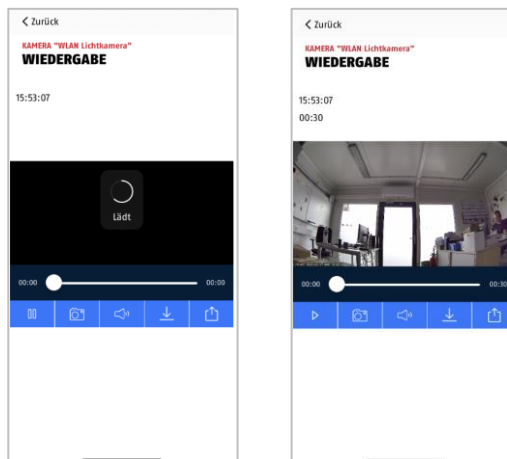 Zurück
KAMERA "WLAN Lichtkamera"
WIEDERGABE
15:53:07
Lädt
00:00
00:00
Zurück
KAMERA "WLAN Lichtkamera"
WIEDERGABE
15:53:07
00:30
00:00
00:30